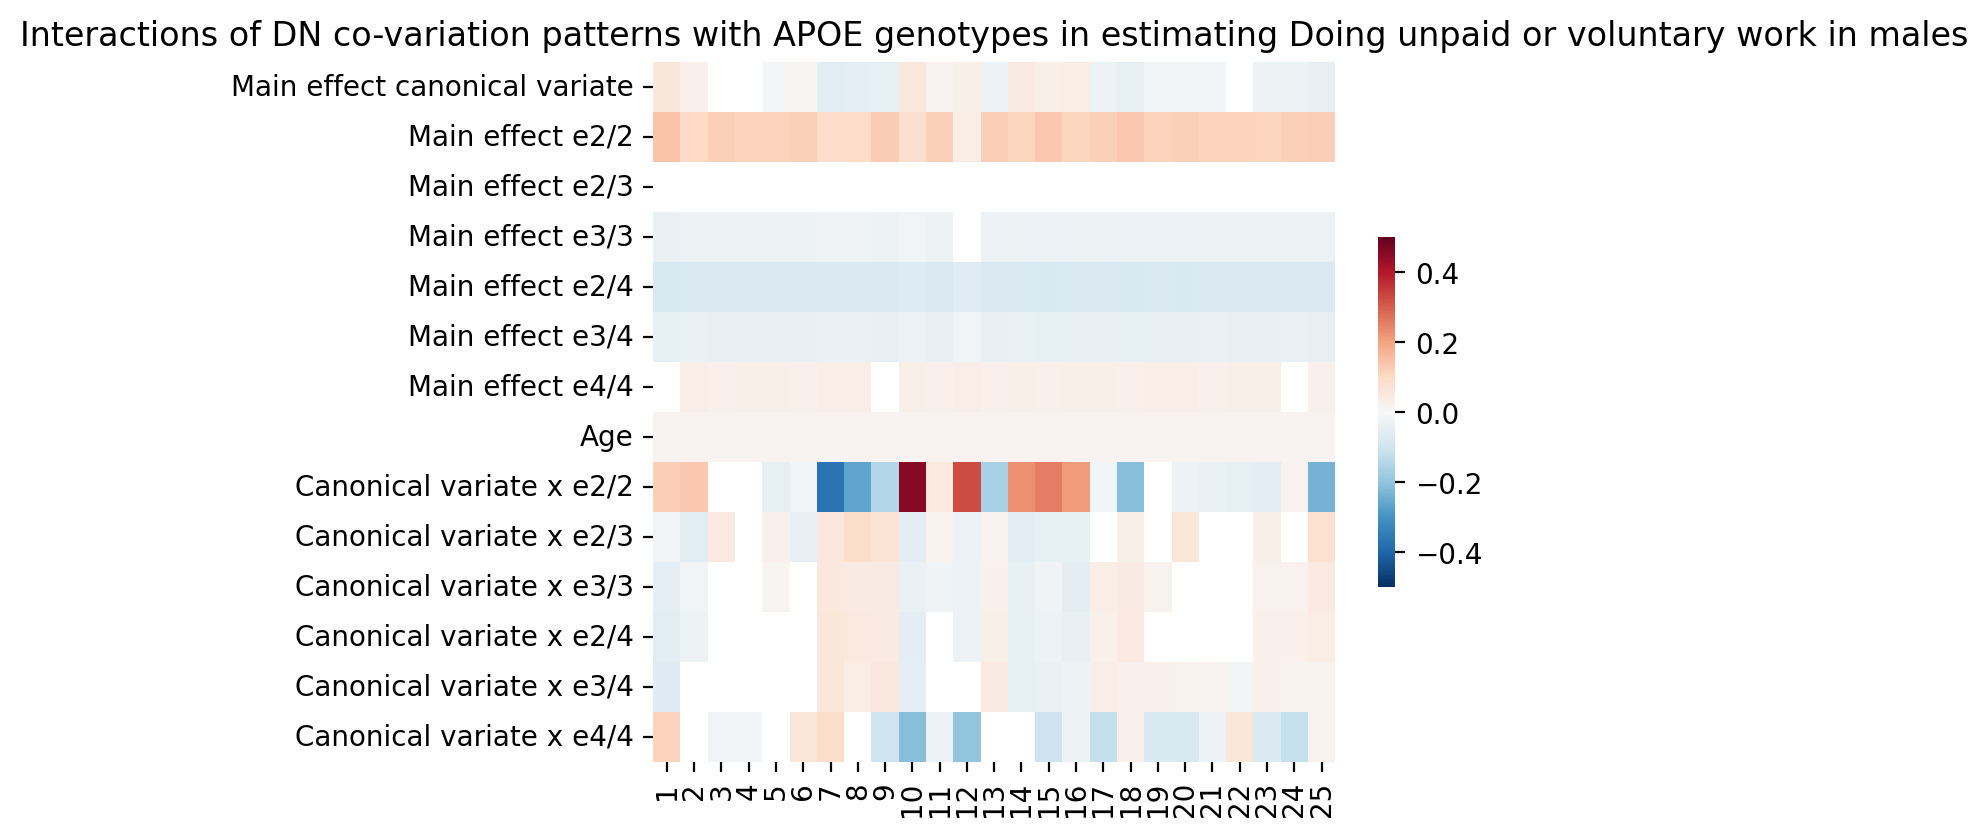 Interactions of DN co-variation patterns with APOE genotypes in estimating Doing unpaid or voluntary work in males
Main effect canonical variate
Main effect e2/2
Main effect e2/3
Main effect e3/3
Main effect e2/4
Main effect e3/4
Main effect e4/4
Age
Canonical variate x e2/2
Canonical variate x e2/3
Canonical variate x e3/3
Canonical variate x e2/4
Canonical variate x e3/4
Canonical variate x e4/4
1 2 3 4 5 6 7 8 9 10 11 12 13 14 15 16 17 18 19 20 21 22 23 24 25
0.4
0.2
0.0
−0.2
−0.4